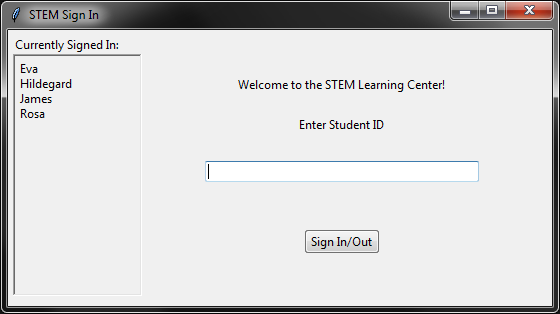 STEM Sign In
Currently Signed In:
Eva
Hildegard
James
Rosa
Welcome to the STEM Learning Center!
Enter Student ID
Sign In/Out